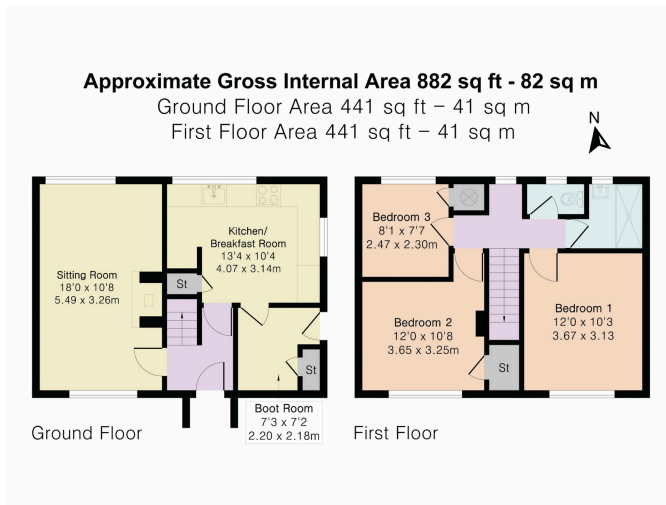 Approximate Gross Internal Area 882 sq ft - 82 sq m
Ground Floor Area 441 sq ft – 41 sq m
First Floor Area 441 sq ft – 41 sq m
N
Sitting Room
18'0 x 10'8
5.49 x 3.26m
Kitchen/
Breakfast Room
13'4 x 10'4
4.07 x 3.14m
St
St
Boot Room
7'3 x 7'2
2.20 x 2.18m
Ground Floor
Bedroom 3
8'1 x 7'7
2.47 x 2.30m
Bedroom 2
12'0 x 10'8
3.65 x 3.25m
Bedroom 1
12'0 x 10'3
3.67 x 3.13
St
First Floor